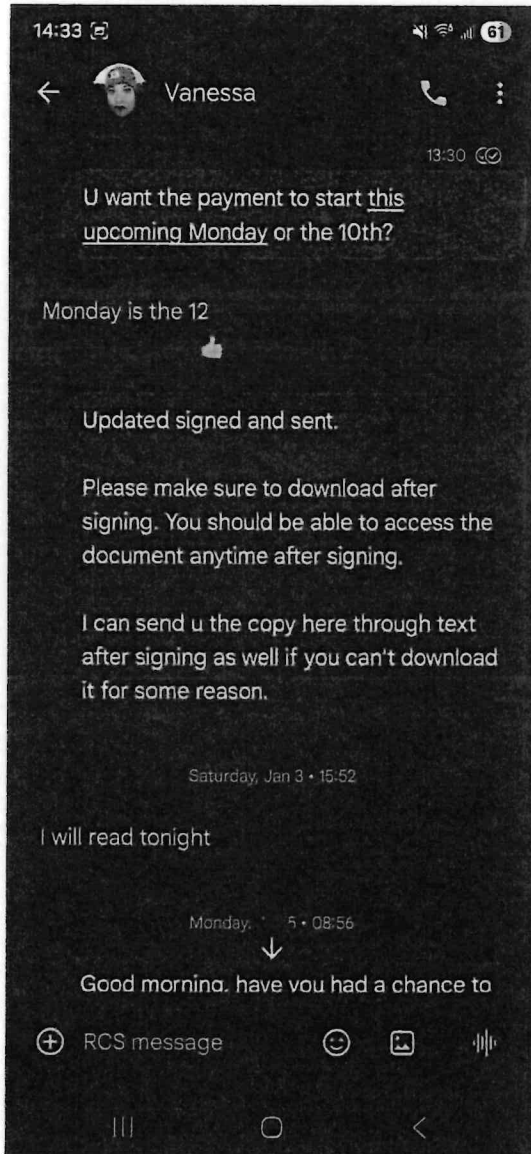 14:33
61
Vanessa
13:30
U want the payment to start this
upcoming Monday or the 10th?
Monday is the 12
Updated signed and sent.
Please make sure to download after
signing. You should be able to access the
document anytime after signing.
I can send u the copy here through text
after signing as well if you can't download
it for some reason.
Saturday, Jan 3 • 15:52
I will read tonight
Monday, 5 • 08:56
Good morning, have you had a chance to
RCS message